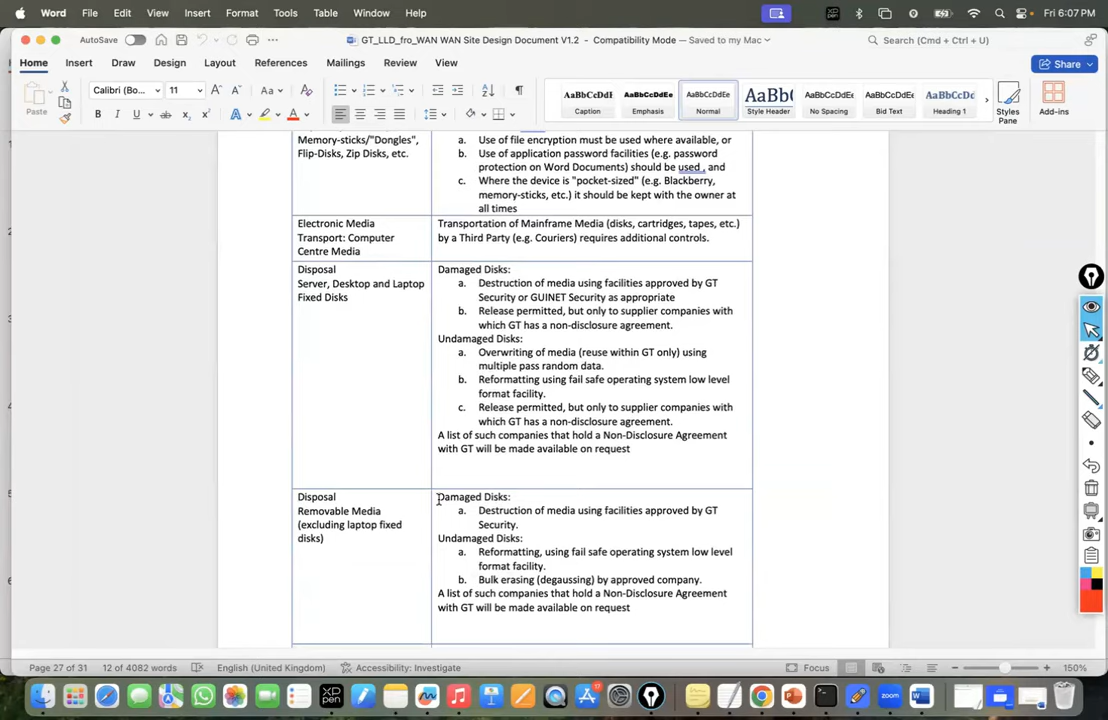 Word File Edit View Insert Format Tools Table Window Help Fri 6:07 PM
AutoSave GT_LLD_fro_WAN WAN Site Design Document V1.2 - Compatibility Mode — Saved to my Mac Search (Cmd + Ctrl + U)
Home Insert Draw Design Layout References Mailings Review View Share
Paste Calibri (Bo... 11 AaBbCcDdEe AaBbCcDdEe AaBbCcDdEe AaBb( AaBbCcDdEe AaBbCcDdEe AaBbCcDd
Caption Emphasis Normal Style Header No Spacing Bid Text Heading 1 Styles Pane Add-ins
Memory-sticks/"Dongles",
Flip-Disks, Zip Disks, etc.
a. Use of file encryption must be used where available, or
b. Use of application password facilities (e.g. password
protection on Word Documents) should be used , and
c. Where the device is "pocket-sized" (e.g. Blackberry,
memory-sticks, etc.) it should be kept with the owner at
all times
Electronic Media
Transport: Computer
Centre Media
Transportation of Mainframe Media (disks, cartridges, tapes, etc.)
by a Third Party (e.g. Couriers) requires additional controls.
Disposal
Server, Desktop and Laptop
Fixed Disks
Damaged Disks:
a. Destruction of media using facilities approved by GT
Security or GUINET Security as appropriate
b. Release permitted, but only to supplier companies with
which GT has a non-disclosure agreement.
Undamaged Disks:
a. Overwriting of media (reuse within GT only) using
multiple pass random data.
b. Reformatting using fail safe operating system low level
format facility.
c. Release permitted, but only to supplier companies with
which GT has a non-disclosure agreement.
A list of such companies that hold a Non-Disclosure Agreement
with GT will be made available on request
Disposal
Removable Media
(excluding laptop fixed
disks)
Damaged Disks:
a. Destruction of media using facilities approved by GT
Security.
Undamaged Disks:
a. Reformatting, using fail safe operating system low level
format facility.
b. Bulk erasing (degaussing) by approved company.
A list of such companies that hold a Non-Disclosure Agreement
with GT will be made available on request
Page 27 of 31 12 of 4082 words English (United Kingdom) Accessibility: Investigate Focus 150%